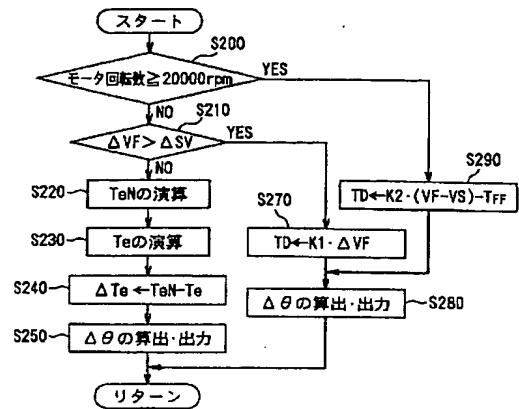 スタート
S200
モータ回転数≧20000rpm
YES
NO
S210
ΔVF>ΔSV
YES
NO
S290
S220
TeNの演算
S270
TD←K2·(VF-VS)-TFF
S230
Teの演算
TD←K1·ΔVF
S240
ΔTe←TeN-Te
Δθの算出·出力
S280
S250
Δθの算出·出力
リターン